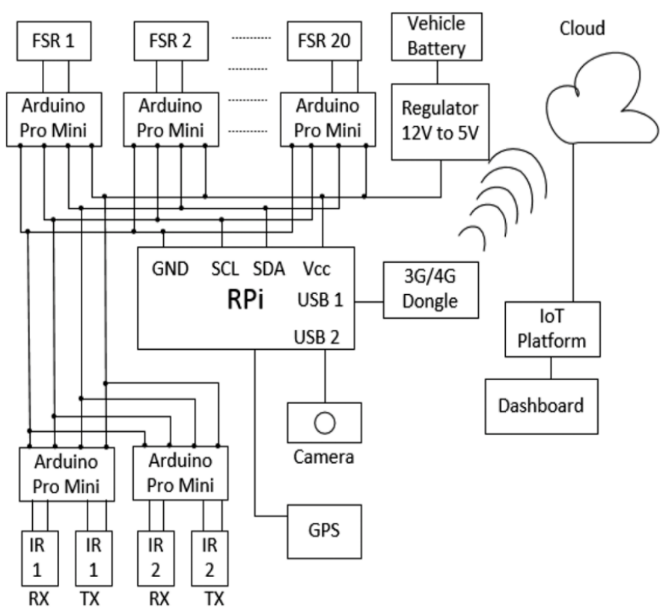 FSR 1
FSR 2
FSR 20
Vehicle
Battery
Cloud
Arduino
Pro Mini
Arduino
Pro Mini
Arduino
Pro Mini
Regulator
12V to 5V
GND SCL SDA Vcc
RPi
USB 1
USB 2
3G/4G
Dongle
IoT
Platform
Dashboard
Camera
GPS
Arduino
Pro Mini
Arduino
Pro Mini
IR
1
IR
1
IR
2
IR
2
RX
TX
RX
TX